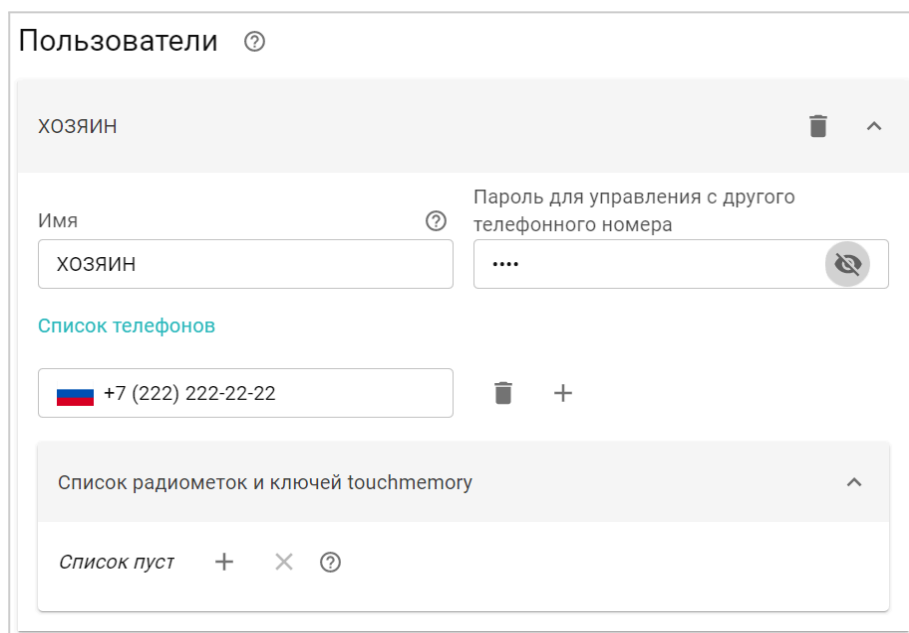 Пользователи
ХОЗЯИН
Имя
Пароль для управления с другого
телефонного номера
ХОЗЯИН
••••
Список телефонов
+7 (222) 222-22-22
Список радиометок и ключей touchmemory
Список пуст